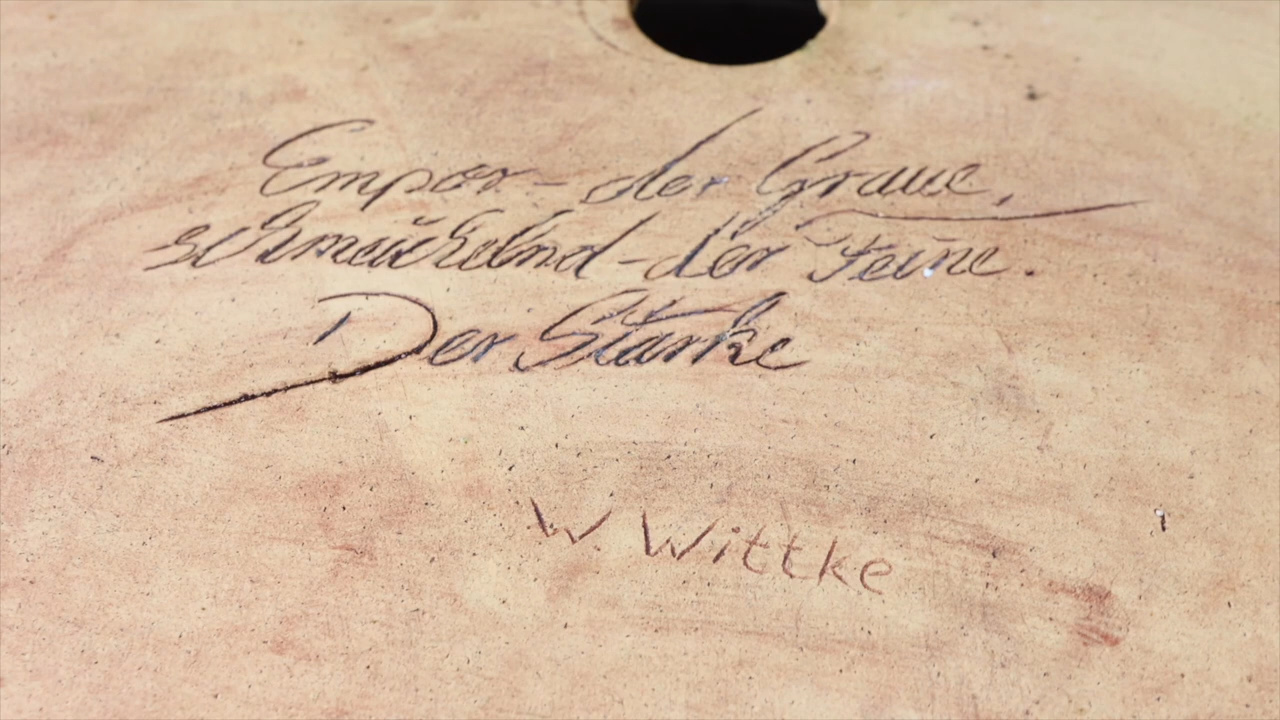 Empor - der Graue,
schmeichelnd - der Feine.
Der Starke
W. Wittke